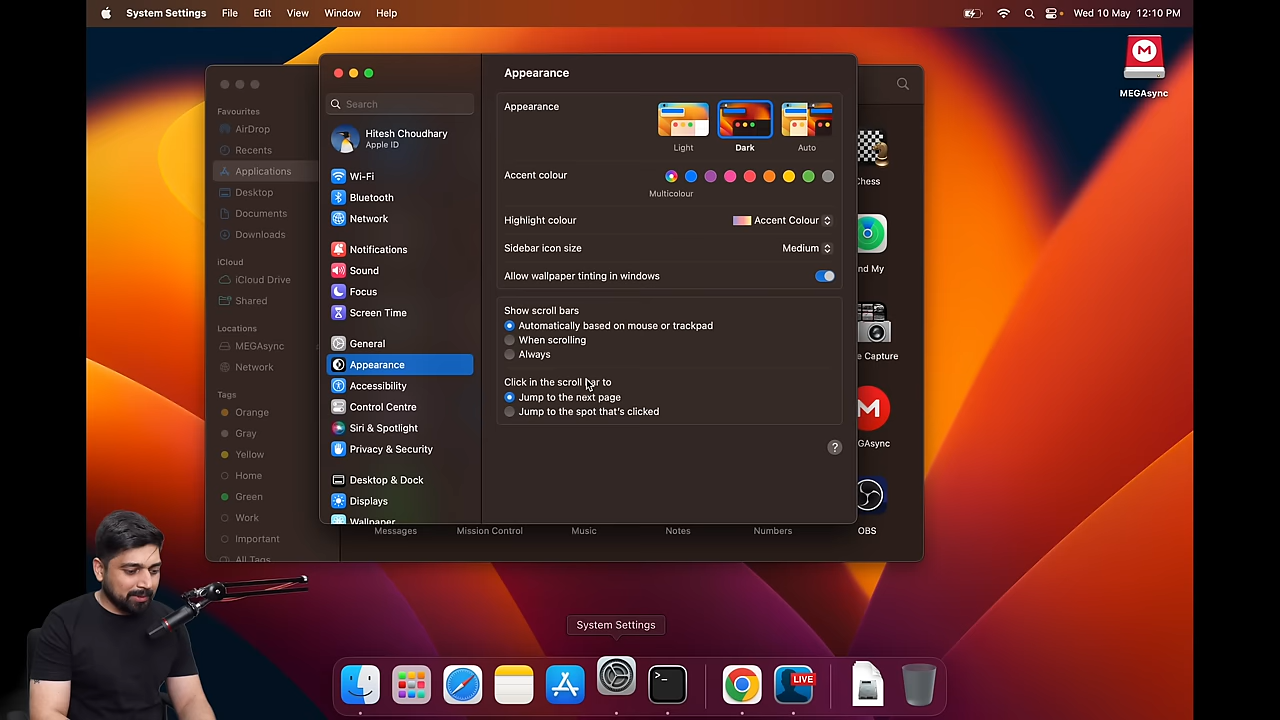 System Settings File Edit View Window Help Wed 10 May 12:10 PM
MEGAsync
Favourites
AirDrop
Recents
Applications
Desktop
Documents
Downloads
iCloud
iCloud Drive
Shared
Locations
MEGAsync
Network
Tags
Orange
Gray
Yellow
Home
Green
Work
Important
All Tags
Search
Hitesh Choudhary
Apple ID
Wi-Fi
Bluetooth
Network
Notifications
Sound
Focus
Screen Time
General
Appearance
Accessibility
Control Centre
Siri & Spotlight
Privacy & Security
Desktop & Dock
Displays
Wallpaper
Appearance
Appearance
Light Dark Auto
Accent colour
Multicolour
Highlight colour Accent Colour
Sidebar icon size Medium
Allow wallpaper tinting in windows
Show scroll bars
Automatically based on mouse or trackpad
When scrolling
Always
Click in the scroll bar to
Jump to the next page
Jump to the spot that's clicked
?
Chess
nd My
e Capture
GAsync
OBS
Messages Mission Control Music Notes Numbers
System Settings
LIVE